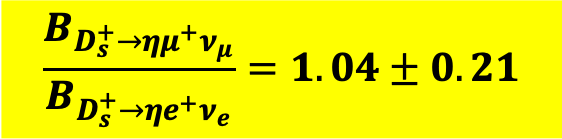 B_{D_s^+→ημ^+ν_μ} / B_{D_s^+→ηe^+ν_e} = 1.04 ± 0.21